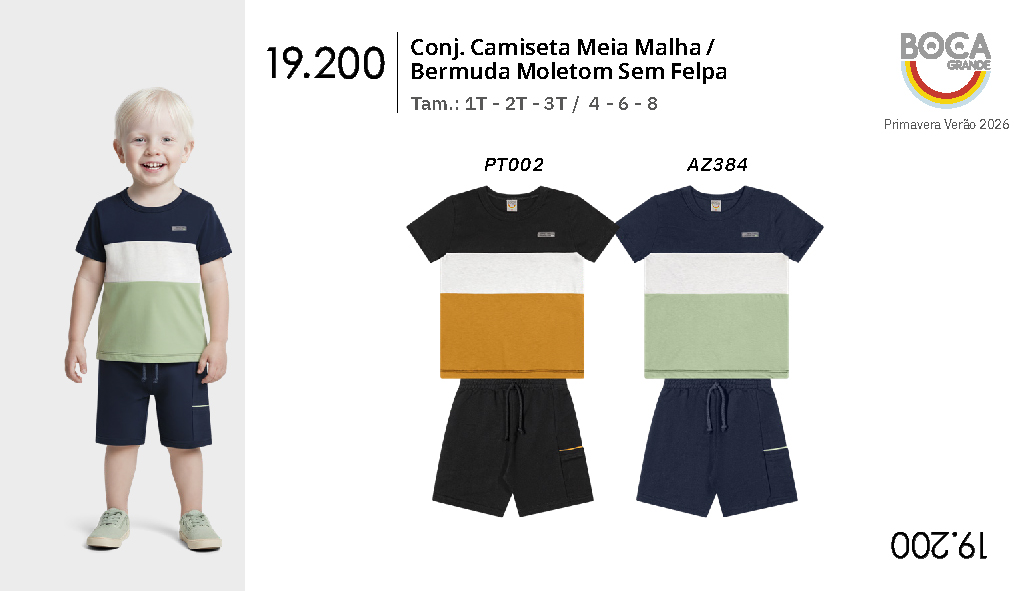 19.200
Conj. Camiseta Meia Malha /
Bermuda Moletom Sem Felpa
Tam.: 1T - 2T - 3T / 4 - 6 - 8
BOCA
GRANDE
Primavera Verão 2026
PT002
AZ384
19.200